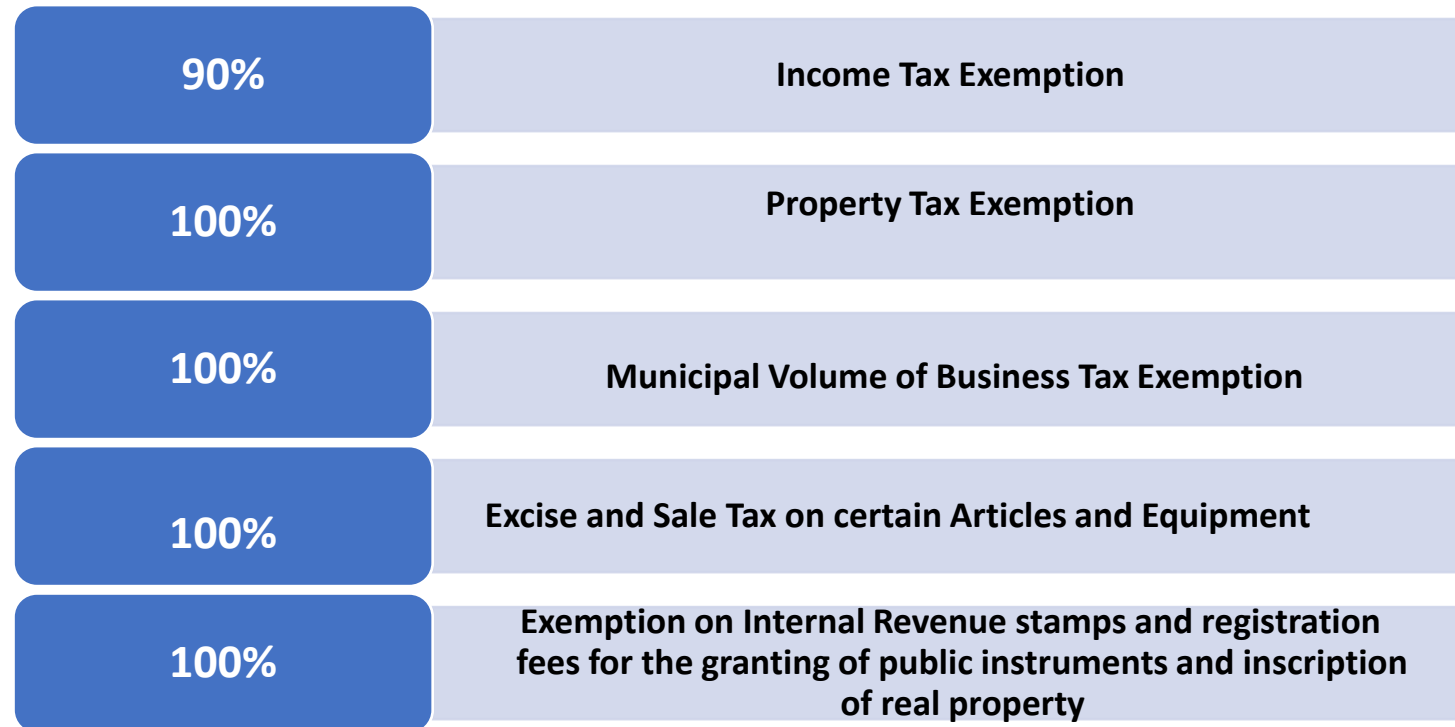 90%
Income Tax Exemption
100%
Property Tax Exemption
100%
Municipal Volume of Business Tax Exemption
100%
Excise and Sale Tax on certain Articles and Equipment
100%
Exemption on Internal Revenue stamps and registration
fees for the granting of public instruments and inscription
of real property